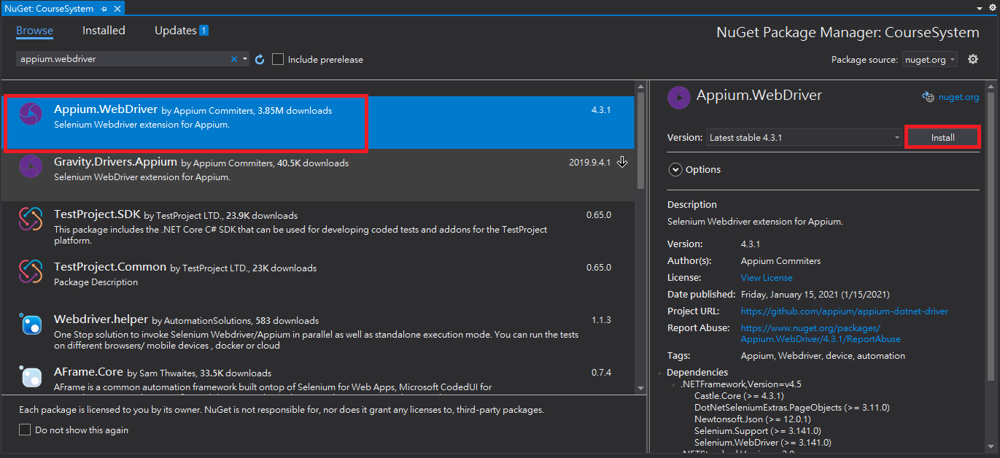 NuGet: CourseSystem
Browse Installed Updates 1
NuGet Package Manager: CourseSystem
appium.webdriver
Include prerelease
Package source: nuget.org
Appium.WebDriver by Appium Commiters, 3.85M downloads 4.3.1
Selenium Webdriver extension for Appium.
Gravity.Drivers.Appium by Appium Commiters, 40.5K downloads 2019.9.4.1
Selenium WebDriver extension for Appium.
TestProject.SDK by TestProject LTD., 23.9K downloads 0.65.0
This package includes the .NET Core C# SDK that can be used for developing coded tests and addons for the TestProject
platform.
TestProject.Common by TestProject LTD., 23K downloads 0.65.0
Package Description
Webdriver.helper by AutomationSolutions, 583 downloads 1.1.3
One Stop solution to invoke Selenium Webdriver/Appium in parallel as well as standalone execution mode. You can run the tests
on different browsers/ mobile devices , docker or cloud
AFrame.Core by Sam Thwaites, 33.5K downloads 0.7.4
AFrame is a common automation framework built ontop of Selenium for Web Apps, Microsoft CodedUI for
Each package is licensed to you by its owner. NuGet is not responsible for, nor does it grant any licenses to, third-party packages.
Do not show this again
Appium.WebDriver
nuget.org
Version: Latest stable 4.3.1 Install
Options
Description
Selenium Webdriver extension for Appium.
Version: 4.3.1
Author(s): Appium Commiters
License: View License
Date published: Friday, January 15, 2021 (1/15/2021)
Project URL: https://github.com/appium/appium-dotnet-driver
Report Abuse: https://www.nuget.org/packages/
Appium.WebDriver/4.3.1/ReportAbuse
Tags: Appium, Webdriver, device, automation
Dependencies
.NETFramework,Version=v4.5
Castle.Core (>= 4.3.1)
DotNetSeleniumExtras.PageObjects (>= 3.11.0)
Newtonsoft.Json (>= 12.0.1)
Selenium.Support (>= 3.141.0)
Selenium.WebDriver (>= 3.141.0)